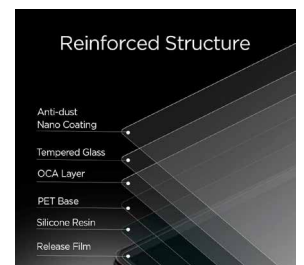 Reinforced Structure
Anti-dust
Nano Coating
Tempered Glass
OCA Layer
PET Base
Silicone Resin
Release Film